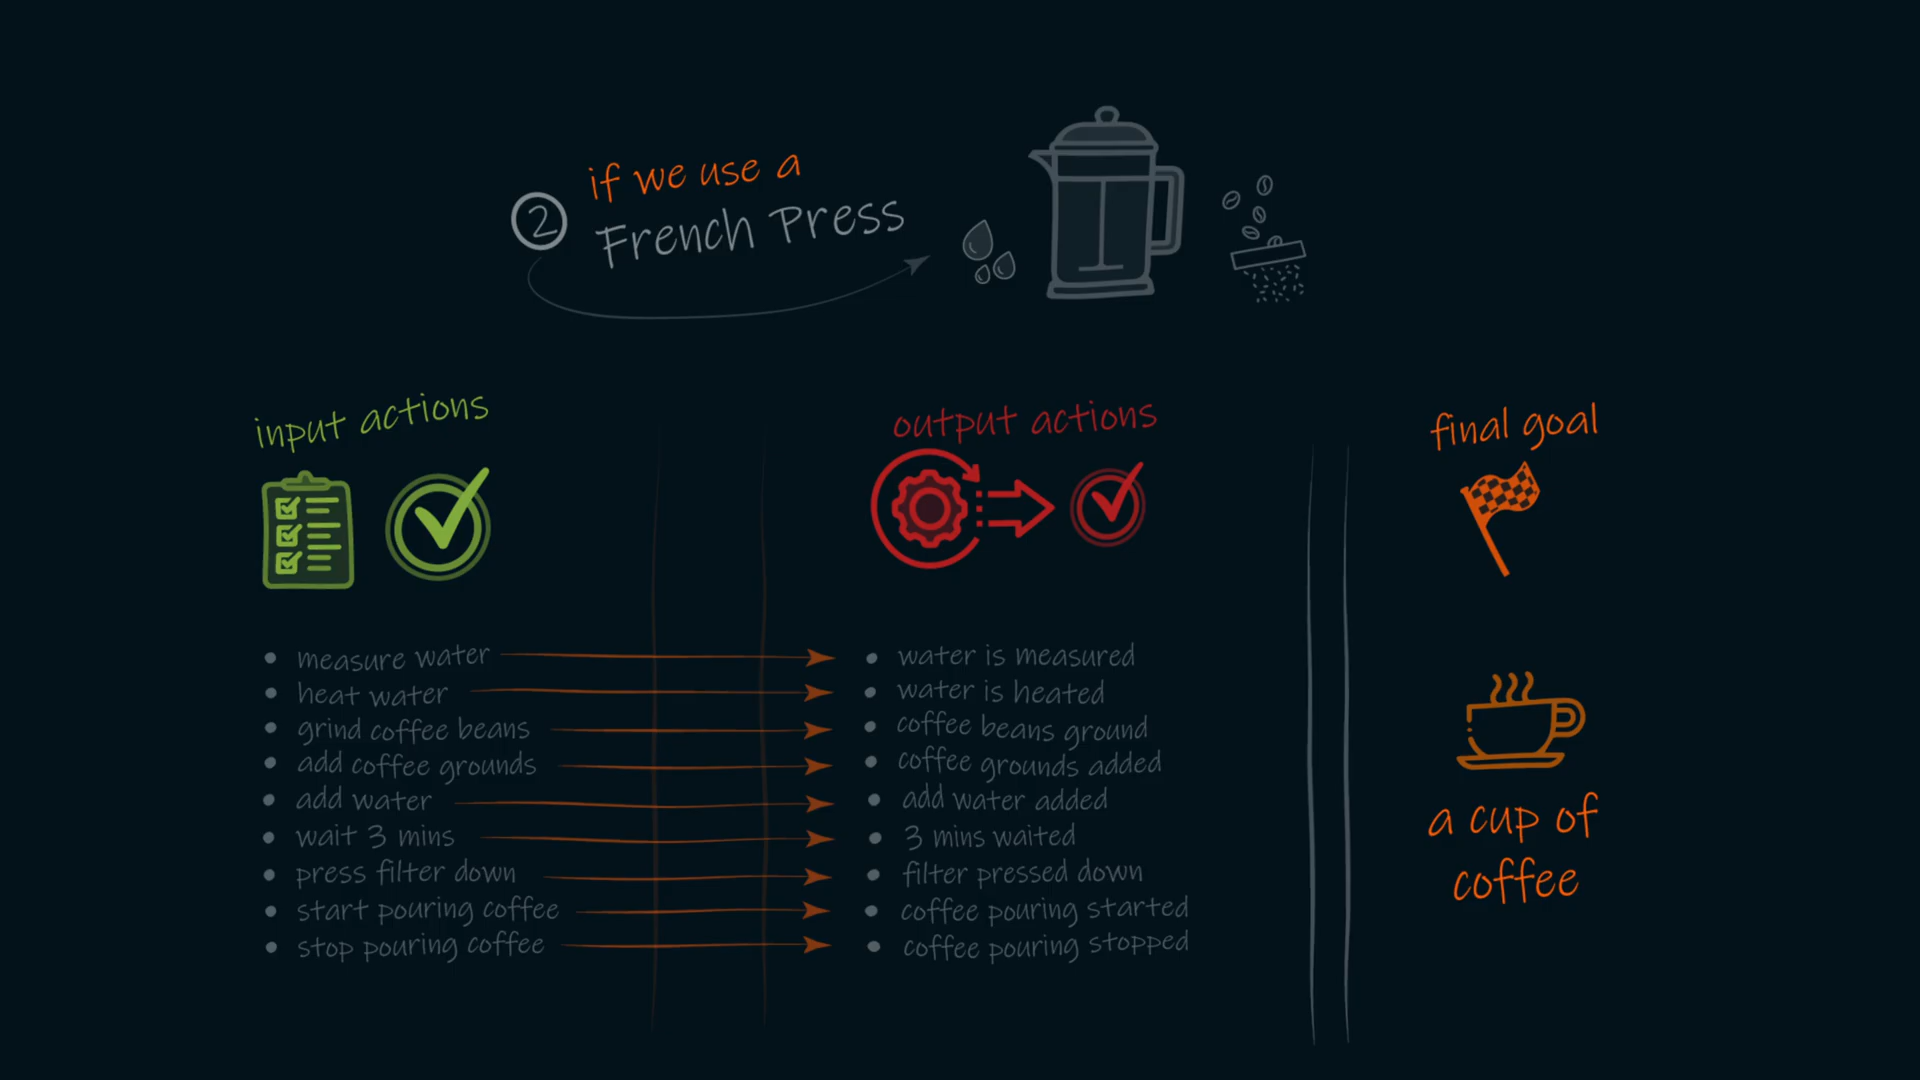 2
if we use a
French Press
input actions
output actions
final goal
• measure water
• heat water
• grind coffee beans
• add coffee grounds
• add water
• wait 3 mins
• press filter down
• start pouring coffee
• stop pouring coffee
• water is measured
• water is heated
• coffee beans ground
• coffee grounds added
• add water added
• 3 mins waited
• filter pressed down
• coffee pouring started
• coffee pouring stopped
a cup of
coffee